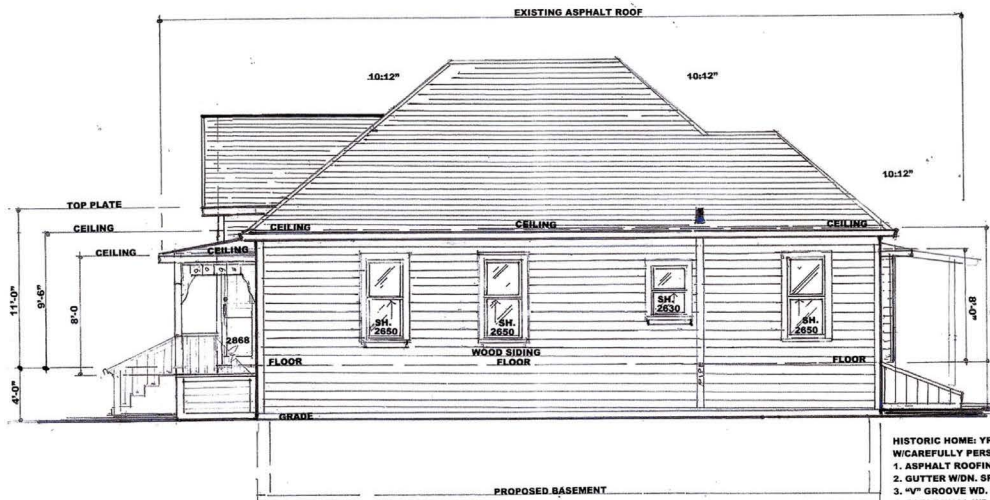 EXISTING ASPHALT ROOF
10:12"
10:12"
10:12"
TOP PLATE
CEILING
CEILING
CEILING
CEILING
CEILING
CEILING
CEILING
11'-0"
9'-6"
8'-0
8'-0"
4'-0"
SH.
2650
SH.
2650
SH.
2630
SH.
2650
2868
WOOD SIDING
FLOOR
FLOOR
FLOOR
PIPE
GRADE
PROPOSED BASEMENT
HISTORIC HOME:
W/CAREFULLY
1. ASPHALT
2. GUTTER W/DN.
3. "V" GROOVE WD.